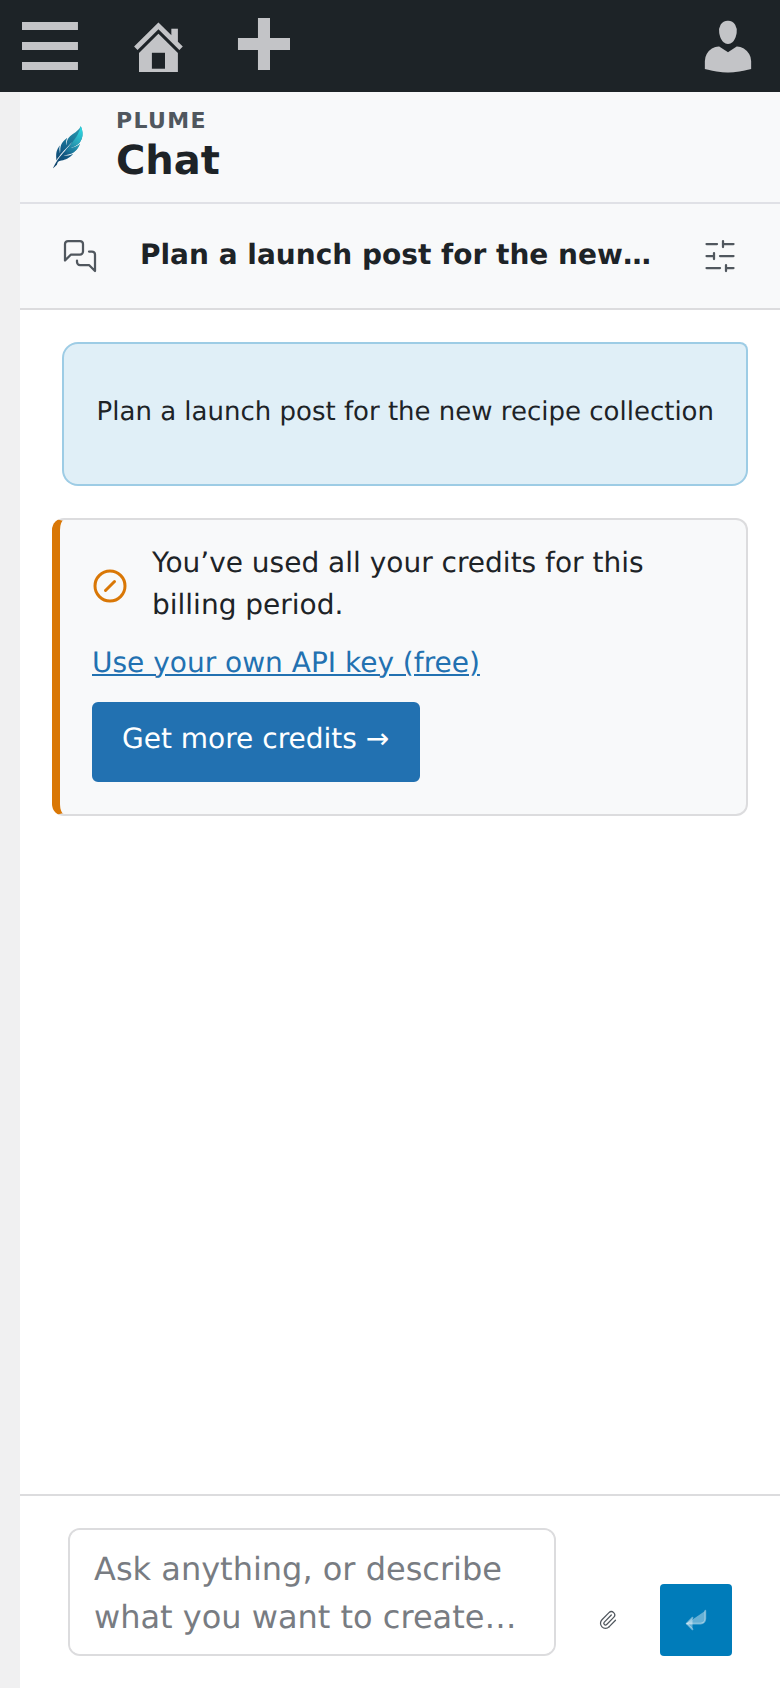 PLUME
Chat
Plan a launch post for the new…
Plan a launch post for the new recipe collection
You’ve used all your credits for this
billing period.
Use your own API key (free)
Get more credits →
Ask anything, or describe
what you want to create…